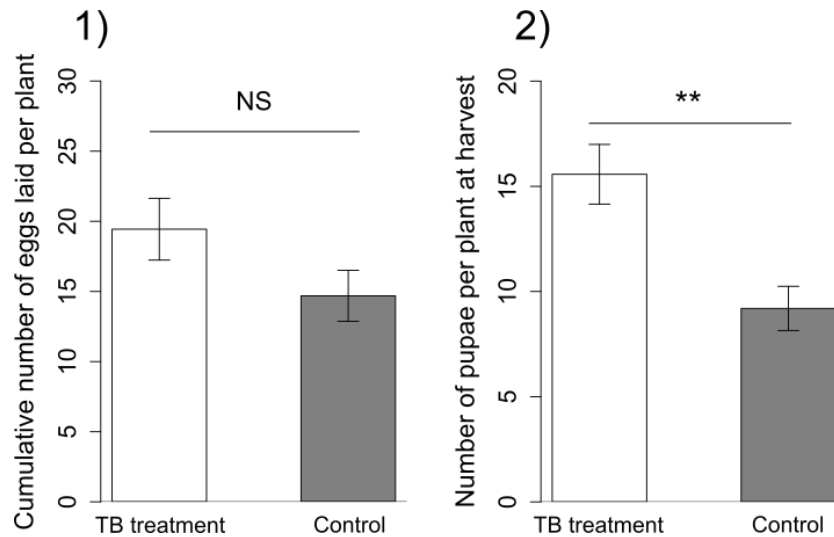 1)
Cumulative number of eggs laid per plant
30
25
20
15
10
5
0
NS
TB treatment
Control
2)
Number of pupae per plant at harvest
20
15
10
5
0
**
TB treatment
Control